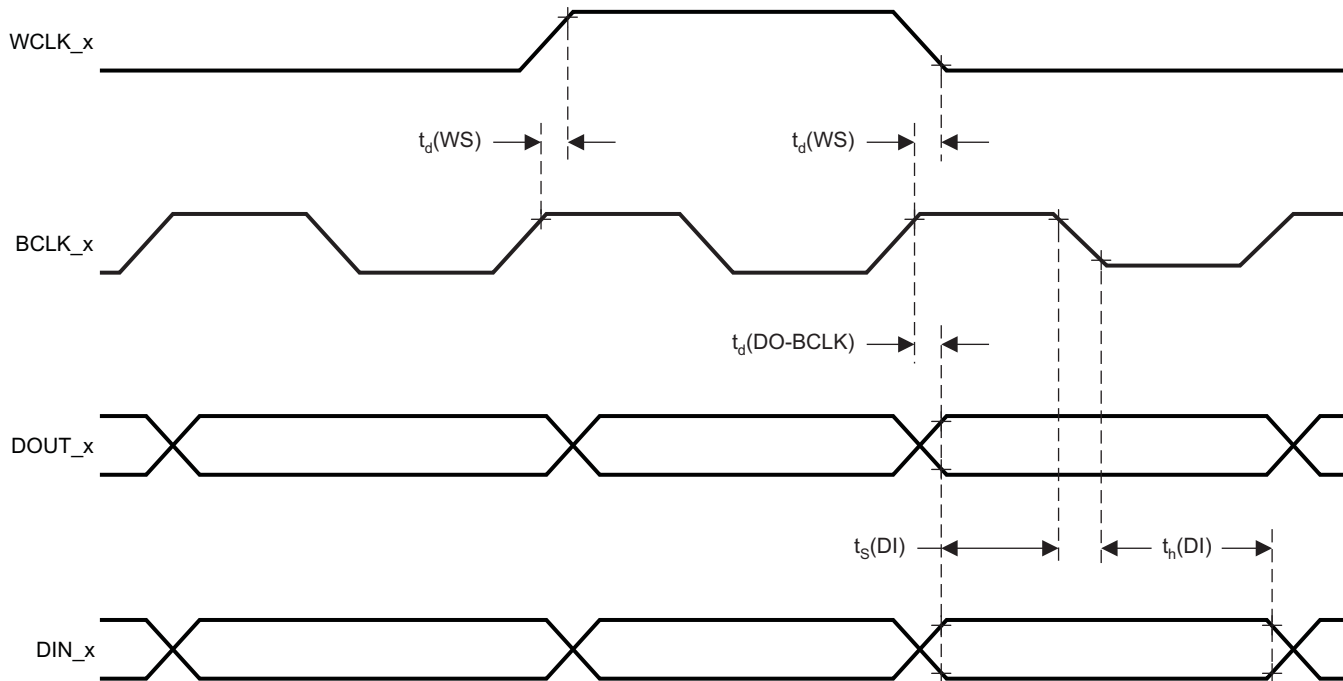 WCLK_x
td(WS)
td(WS)
BCLK_x
td(DO-BCLK)
DOUT_x
tS(DI)
th(DI)
DIN_x